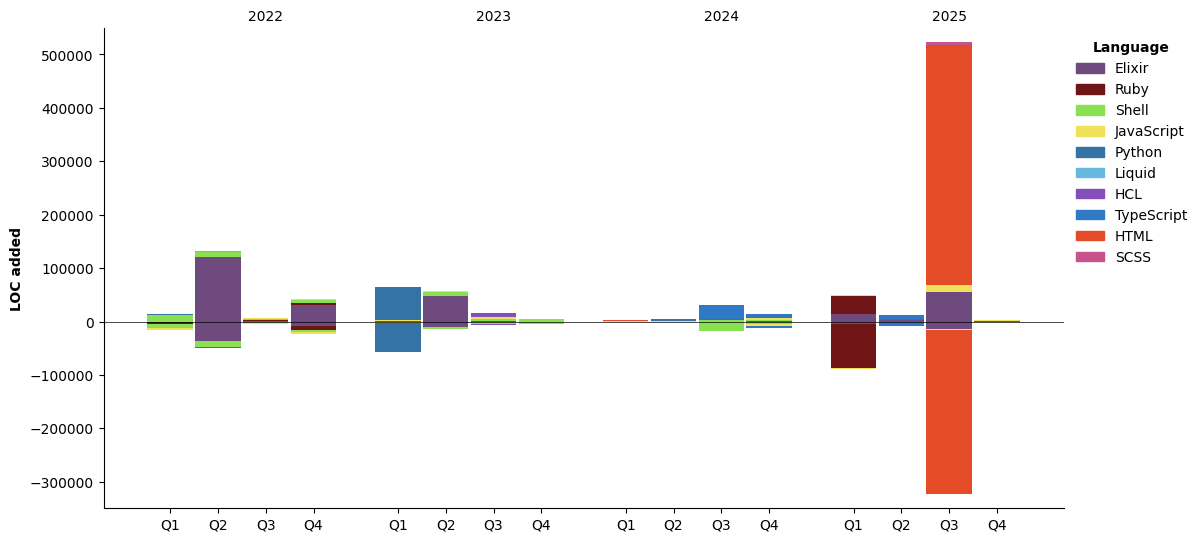 2022 2023 2024 2025
LOC added
500000
400000
300000
200000
100000
0
−100000
−200000
−300000
Q1 Q2 Q3 Q4 Q1 Q2 Q3 Q4 Q1 Q2 Q3 Q4 Q1 Q2 Q3 Q4
Language
Elixir
Ruby
Shell
JavaScript
Python
Liquid
HCL
TypeScript
HTML
SCSS